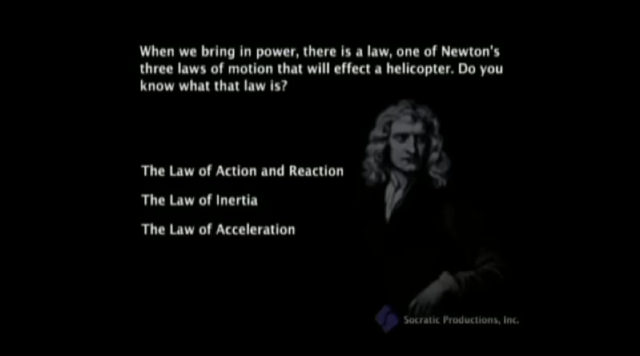 When we bring in power, there is a law, one of Newton's
three laws of motion that will effect a helicopter. Do you
know what that law is?
The Law of Action and Reaction
The Law of Inertia
The Law of Acceleration
Socratic Productions, Inc.